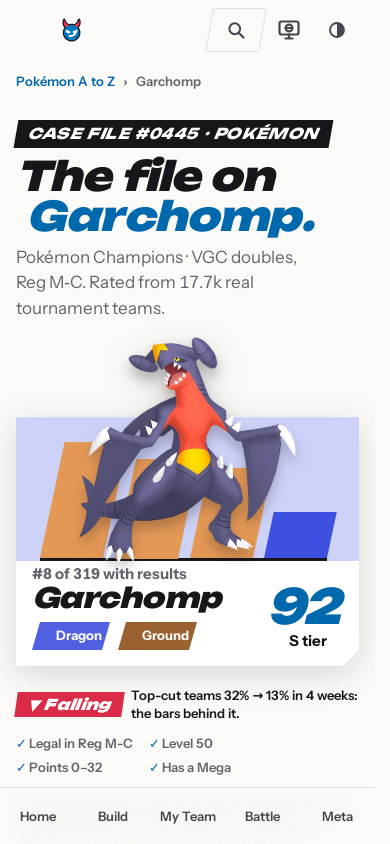 Pokémon A to Z › Garchomp
CASE FILE #0445 · POKÉMON
The file on
Garchomp.
Pokémon Champions · VGC doubles,
Reg M-C. Rated from 17.7k real
tournament teams.
#8 of 319 with results
Garchomp
92
S tier
Dragon Ground
▼ Falling
Top-cut teams 32% → 13% in 4 weeks:
the bars behind it.
✓ Legal in Reg M-C ✓ Level 50
✓ Points 0–32 ✓ Has a Mega
Home Build My Team Battle Meta